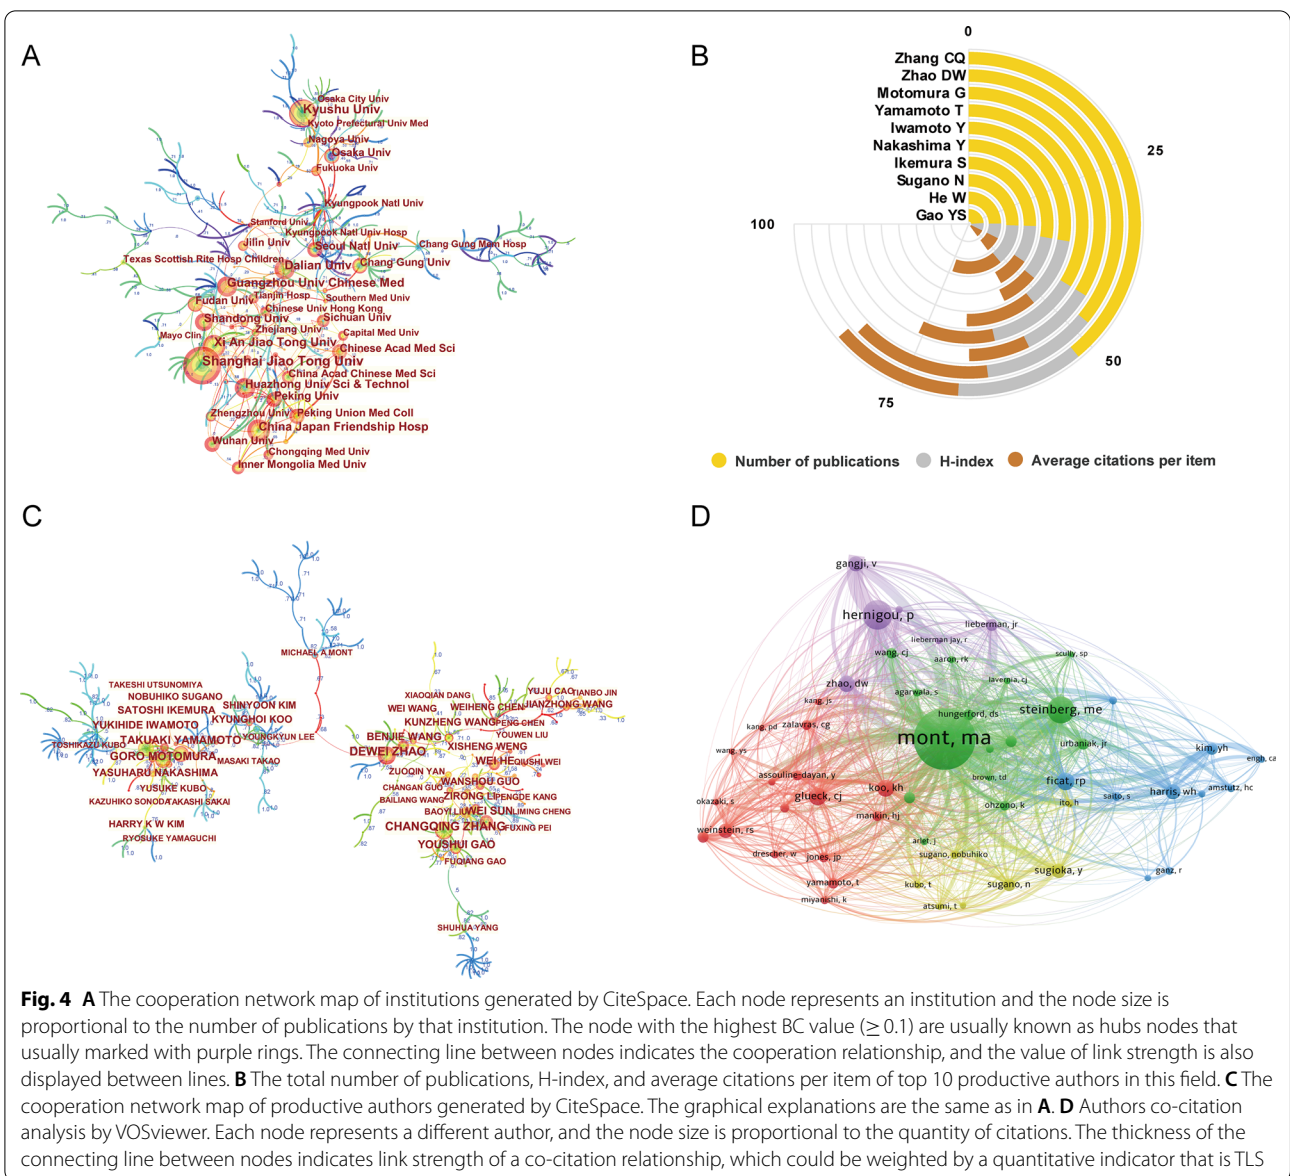 A
Osaka City Univ
Kyushu Univ
Kyoto Prefectural Univ Med
Nagoya Univ
Osaka Univ
Fukuoka Univ
Kyungpook Natl Univ
Stanford Univ
Kyungpook Natl Univ Hosp
Jilin Univ
Seoul Natl Univ
Chang Gung Mem Hosp
Texas Scottish Rite Hosp Children
Dalian Univ
Chang Gung Univ
Guangzhou Univ Chinese Med
Fudan Univ
Tianjin Hosp
Southern Med Univ
Chinese Univ Hong Kong
Shandong Univ
Sichuan Univ
Zhejiang Univ
Mayo Clin
Capital Med Univ
Xi An Jiao Tong Univ
Chinese Acad Med Sci
Shanghai Jiao Tong Univ
China Acad Chinese Med Sci
Huazhong Univ Sci & Technol
Peking Univ
Zhengzhou Univ
Peking Union Med Coll
China Japan Friendship Hosp
Wuhan Univ
Chongqing Med Univ
Inner Mongolia Med Univ
B
0
Zhang CQ
Zhao DW
Motomura G
Yamamoto T
Iwamoto Y
Nakashima Y
Ikemura S
Sugano N
He W
Gao YS
25
50
75
100
Number of publications
H-index
Average citations per item
C
MICHAEL A MONT
TAKESHI UTSUNOMIYA
NOBUHIKO SUGANO
SATOSHI IKEMURA
SHINYOON KIM
YUKIHIDE IWAMOTO
KYUNGHOI KOO
TAKUAKI YAMAMOTO
YOUNGKYUN LEE
TOSHIKAZU KUBO
GORO MOTOMURA
MASAKI TAKAO
YASUHARU NAKASHIMA
YUSUKE KUBO
KAZUHIKO SONODA
TAKASHI SAKAI
HARRY K W KIM
RYOSUKE YAMAGUCHI
XIAOQIAN DANG
YUJU CAO
TIANBO JIN
WEI WANG
WEIHENG CHEN
JIANZHONG WANG
KUNZHENG WANG
PENG CHEN
BENJIE WANG
YOUWEN LIU
DEWEI ZHAO
XISHENG WENG
WEI HE
QIUSHI WEI
ZUOQIN YAN
CHANGAN GUO
WANSHOU GUO
BAILIANG WANG
ZIRONG LI
PENGDE KANG
BAOYI LIU
WEI SUN
LIMING CHENG
CHANGQING ZHANG
FUXING PEI
YOUSHUI GAO
FUQIANG GAO
SHUHUA YANG
D
gangji, v
hernigou, p
lieberman, jr
lieberman jay, r
wang, cj
aaron, rk
scully, sp
zhao, dw
agarwala, s
lavernia, cj
kang, js
hungerford, ds
steinberg, me
kang, pd
zalavras, cg
mont, ma
urbaniak, jr
kim, yh
wang, ys
engh, ca
assouline-dayan, y
brown, td
ficat, rp
koo, kh
glueck, cj
harris, wh
amstutz, hc
okazaki, s
ohzono, k
ito, h
saito, s
mankin, hj
weinstein, rs
arlet, j
drescher, w
jones, jp
sugano, nobuhiko
sugioka, y
ganz, r
yamamoto, t
kubo, t
sugano, n
miyanishi, k
atsumi, t
Fig. 4 A The cooperation network map of institutions generated by CiteSpace. Each node represents an institution and the node size is
proportional to the number of publications by that institution. The node with the highest BC value (≥ 0.1) are usually known as hubs nodes that
usually marked with purple rings. The connecting line between nodes indicates the cooperation relationship, and the value of link strength is also
displayed between lines. B The total number of publications, H-index, and average citations per item of top 10 productive authors in this field. C The
cooperation network map of productive authors generated by CiteSpace. The graphical explanations are the same as in A. D Authors co-citation
analysis by VOSviewer. Each node represents a different author, and the node size is proportional to the quantity of citations. The thickness of the
connecting line between nodes indicates link strength of a co-citation relationship, which could be weighted by a quantitative indicator that is TLS